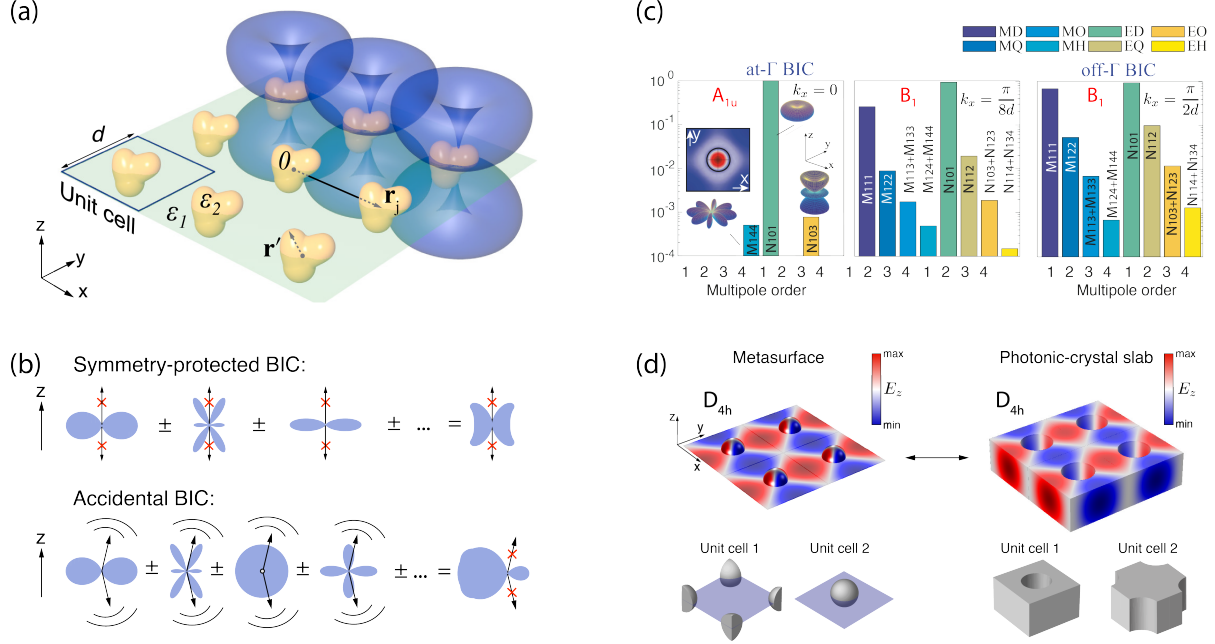 (a)
d
Unit cell
ε₁
ε₂
0
r_j
r′
z
y
x
(b)
Symmetry-protected BIC:
z
± ± ± ... =
Accidental BIC:
z
± ± ± ± ... =
(c)
MD MO ED EO
MQ MH EQ EH
at-Γ BIC
off-Γ BIC
10⁰
10⁻¹
10⁻²
10⁻³
10⁻⁴
A₁ᵤ
kₓ = 0
y
x
z
y
x
M₁₄₄
N₁₀₁
N₁₀₃
1 2 3 4 1 2 3 4
Multipole order
B₁
kₓ = π/8d
M₁₁₁
M₁₂₂
M₁₁₃+M₁₃₃
M₁₂₄+M₁₄₄
N₁₀₁
N₁₁₂
N₁₀₃+N₁₂₃
N₁₁₄+N₁₃₄
1 2 3 4 1 2 3 4
Multipole order
B₁
kₓ = π/2d
M₁₁₁
M₁₂₂
M₁₁₃+M₁₃₃
M₁₂₄+M₁₄₄
N₁₀₁
N₁₁₂
N₁₀₃+N₁₂₃
N₁₁₄+N₁₃₄
1 2 3 4 1 2 3 4
Multipole order
(d)
Metasurface
max
E_z
min
D₄ₕ
z
y
x
Unit cell 1
Unit cell 2
Photonic-crystal slab
max
E_z
min
D₄ₕ
Unit cell 1
Unit cell 2